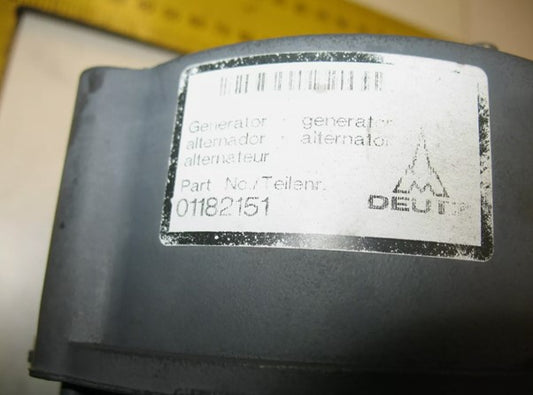 Generator · generator
alternador · alternator
alternateur
Part No./Teilenr.
01182151
DEUTZ